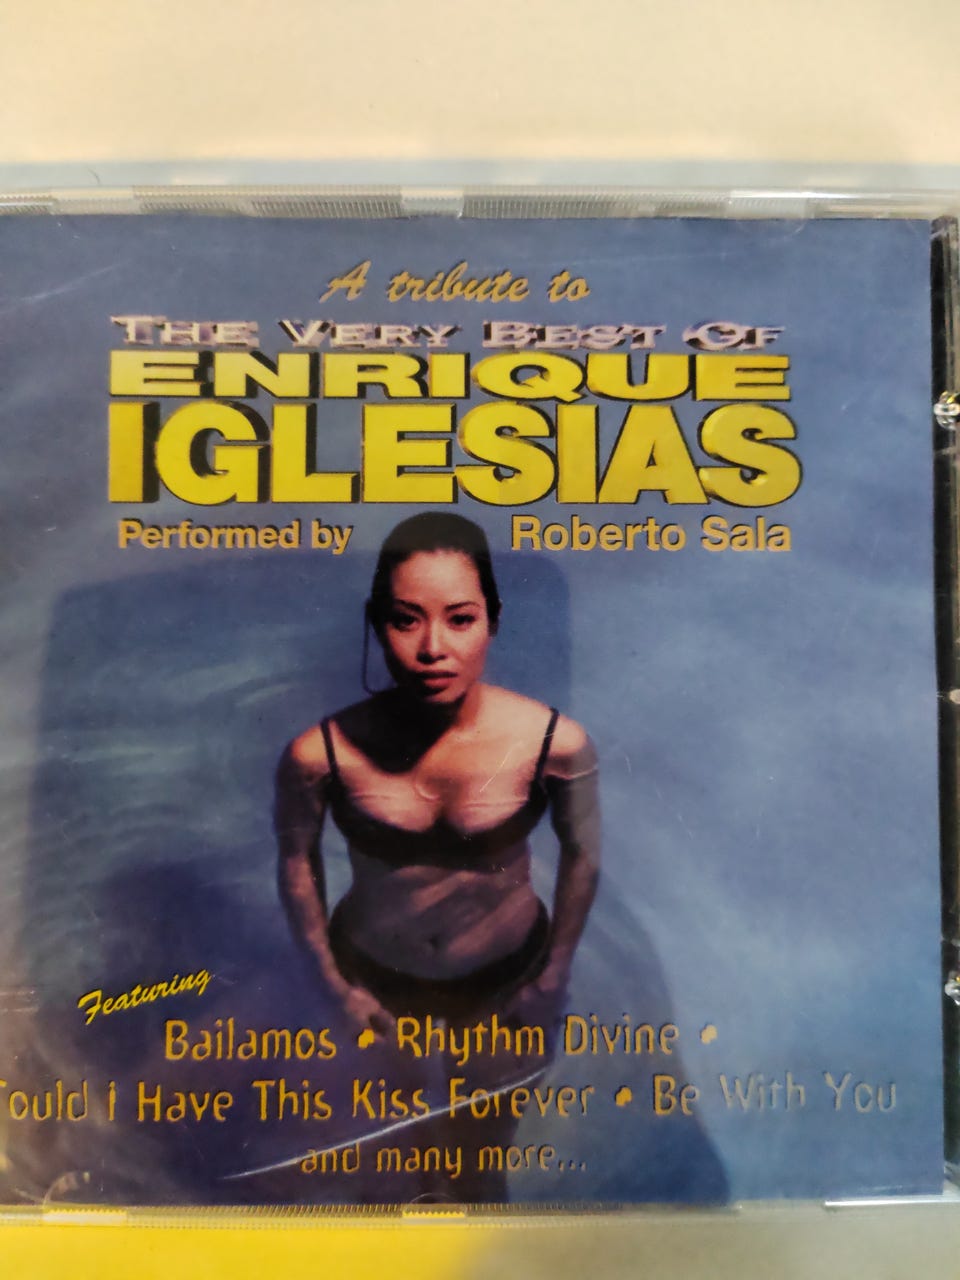 A tribute to
THE VERY BEST OF
ENRIQUE
IGLESIAS
Performed by Roberto Sala
Featuring
Bailamos • Rhythm Divine •
Could i Have This Kiss Forever • Be With You
and many more...